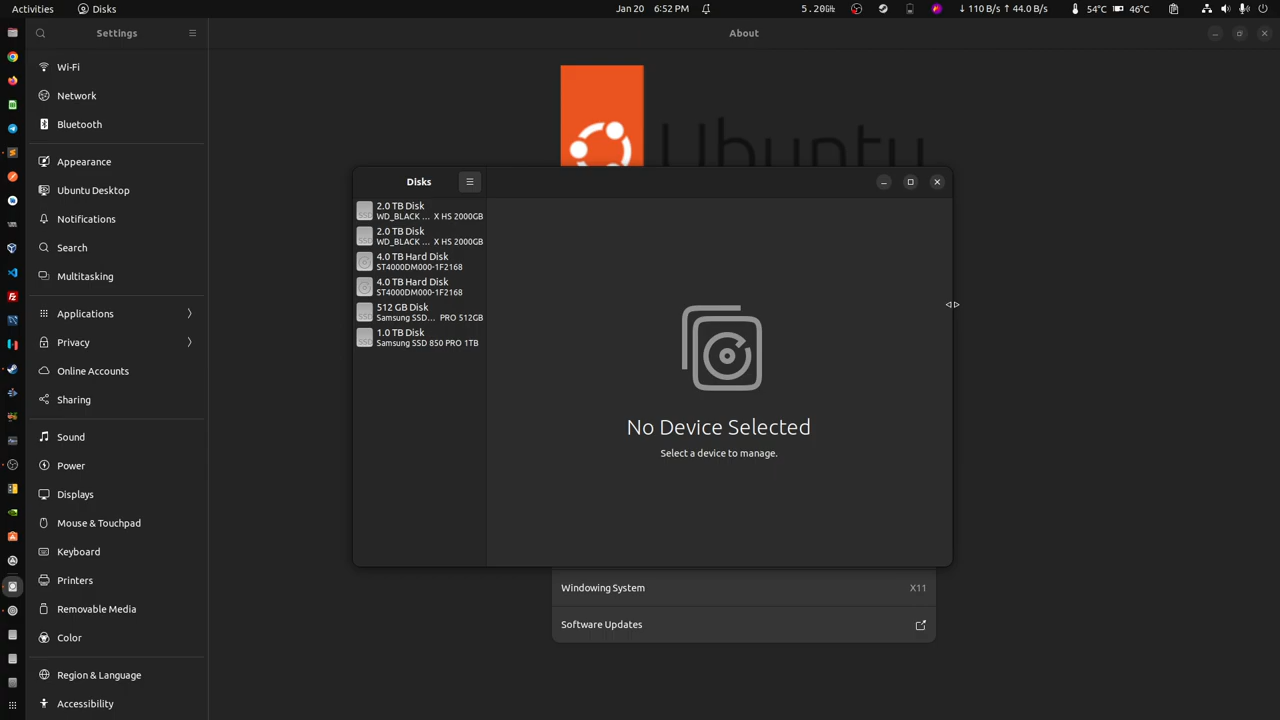 Activities
Disks
Jan 20 6:52 PM
5.20GHz
↓ 110 B/s ↑ 44.0 B/s
54°C
46°C
Settings
About
Wi-Fi
Network
Bluetooth
Appearance
Ubuntu Desktop
Notifications
Search
Multitasking
Applications
Privacy
Online Accounts
Sharing
Sound
Power
Displays
Mouse & Touchpad
Keyboard
Printers
Removable Media
Color
Region & Language
Accessibility
Ubuntu
Disks
2.0 TB Disk
WD_BLACK ... X HS 2000GB
2.0 TB Disk
WD_BLACK ... X HS 2000GB
4.0 TB Hard Disk
ST4000DM000-1F2168
4.0 TB Hard Disk
ST4000DM000-1F2168
512 GB Disk
Samsung SSD... PRO 512GB
1.0 TB Disk
Samsung SSD 850 PRO 1TB
No Device Selected
Select a device to manage.
Windowing System
X11
Software Updates